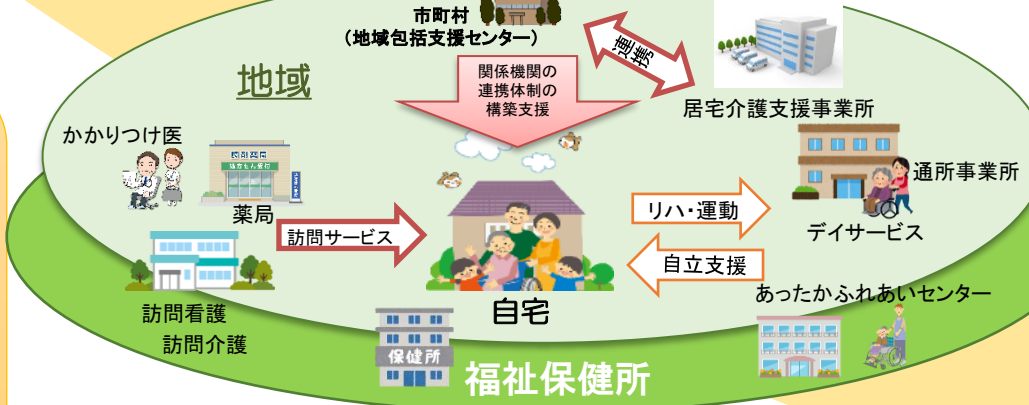 市町村
（地域包括支援センター）
連携
関係機関の
連携体制の
構築支援
地域
居宅介護支援事業所
かかりつけ医
通所事業所
薬局
訪問サービス
リハ・運動
デイサービス
自立支援
訪問看護
訪問介護
自宅
あったかふれあいセンター
保健所
福祉保健所